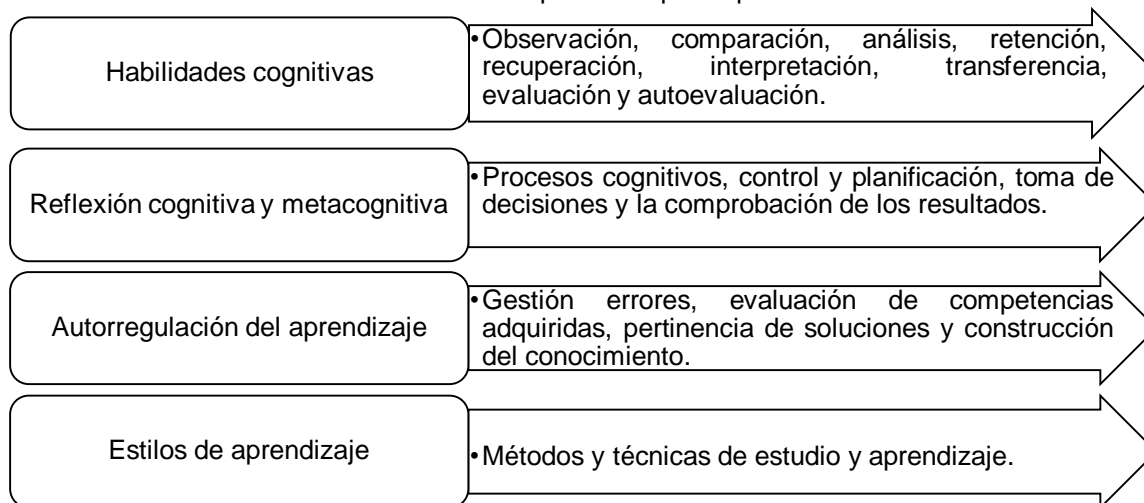 Habilidades cognitivas
•Observación, comparación, análisis, retención,
recuperación, interpretación, transferencia,
evaluación y autoevaluación.
Reflexión cognitiva y metacognitiva
•Procesos cognitivos, control y planificación, toma de
decisiones y la comprobación de los resultados.
Autorregulación del aprendizaje
•Gestión errores, evaluación de competencias
adquiridas, pertinencia de soluciones y construcción
del conocimiento.
Estilos de aprendizaje
•Métodos y técnicas de estudio y aprendizaje.